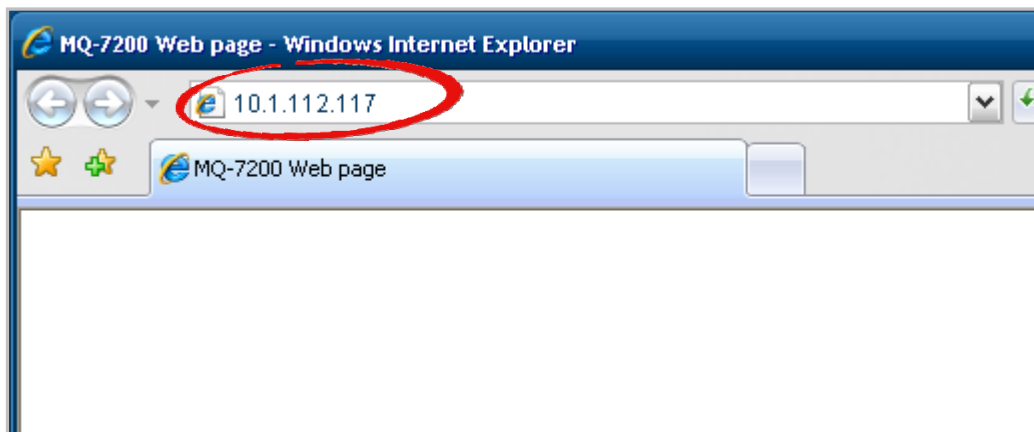 MQ-7200 Web page - Windows Internet Explorer
10.1.112.117
MQ-7200 Web page